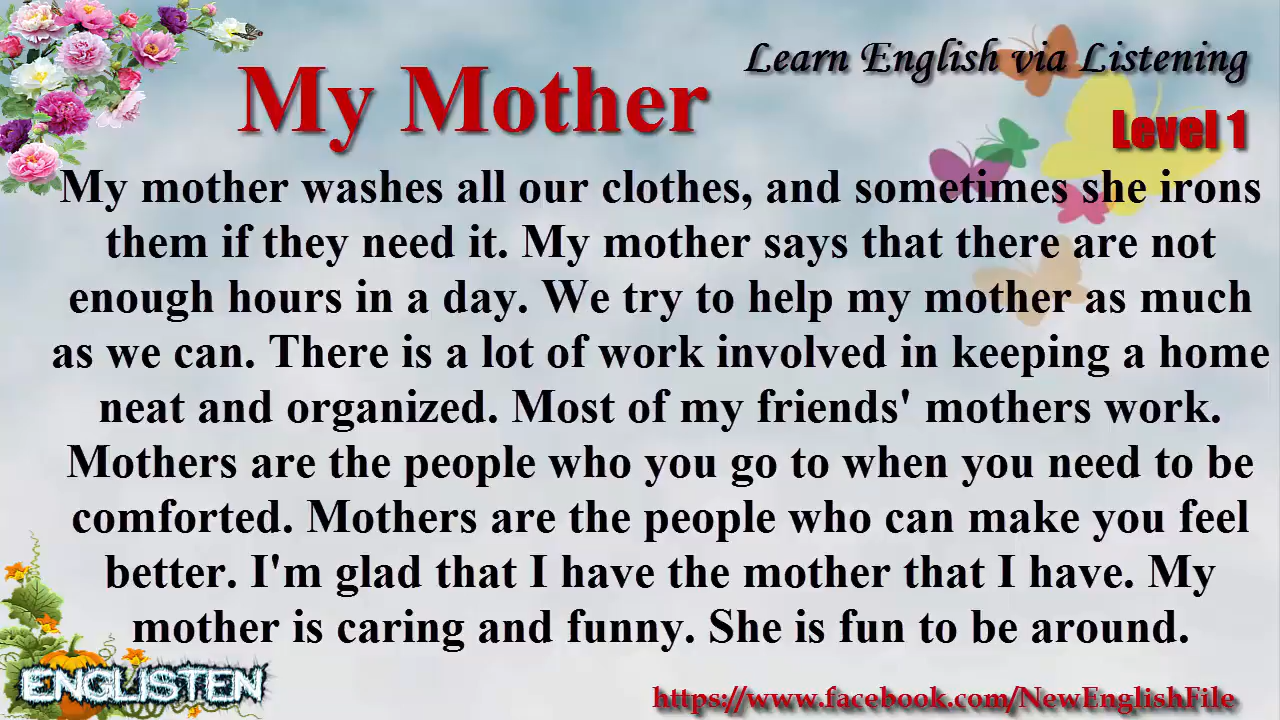 Learn English via Listening
My Mother
Level 1
My mother washes all our clothes, and sometimes she irons
them if they need it. My mother says that there are not
enough hours in a day. We try to help my mother as much
as we can. There is a lot of work involved in keeping a home
neat and organized. Most of my friends' mothers work.
Mothers are the people who you go to when you need to be
comforted. Mothers are the people who can make you feel
better. I'm glad that I have the mother that I have. My
mother is caring and funny. She is fun to be around.
ENGLISTEN
https://www.facebook.com/NewEnglishFile